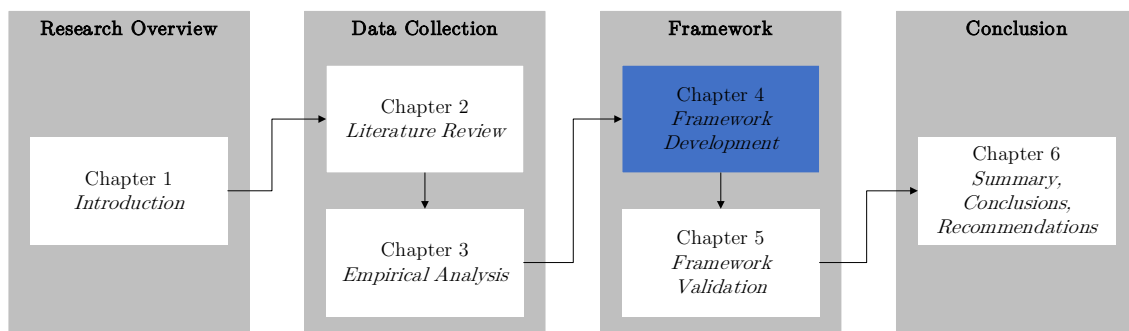 Research Overview
Chapter 1
Introduction
Data Collection
Chapter 2
Literature Review
Chapter 3
Empirical Analysis
Framework
Chapter 4
Framework
Development
Chapter 5
Framework
Validation
Conclusion
Chapter 6
Summary,
Conclusions,
Recommendations